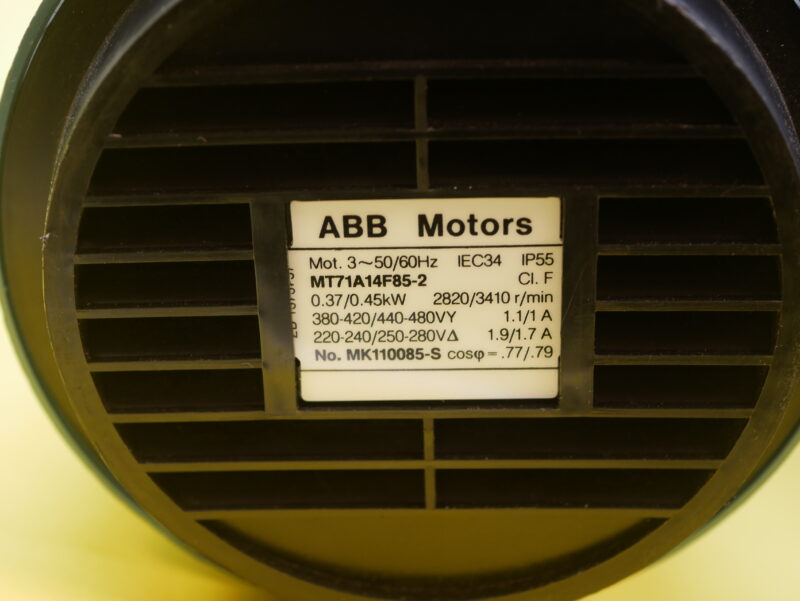 ABB Motors
Mot. 3~50/60Hz IEC34 IP55
MT71A14F85-2 Cl. F
0.37/0.45kW 2820/3410 r/min
380-420/440-480VY 1.1/1 A
220-240/250-280VΔ 1.9/1.7 A
No. MK110085-S cosφ = .77/.79